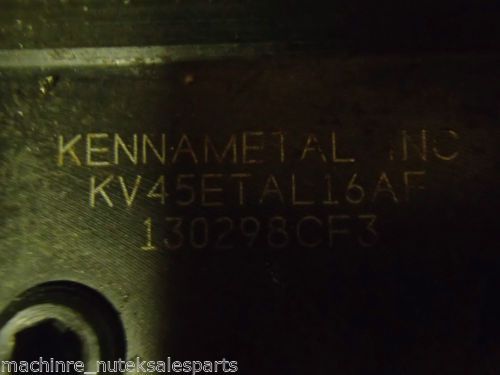 KENNAMETAL INC
KV45ETAL16AF
130298CF3
machinre_nuteksalesparts